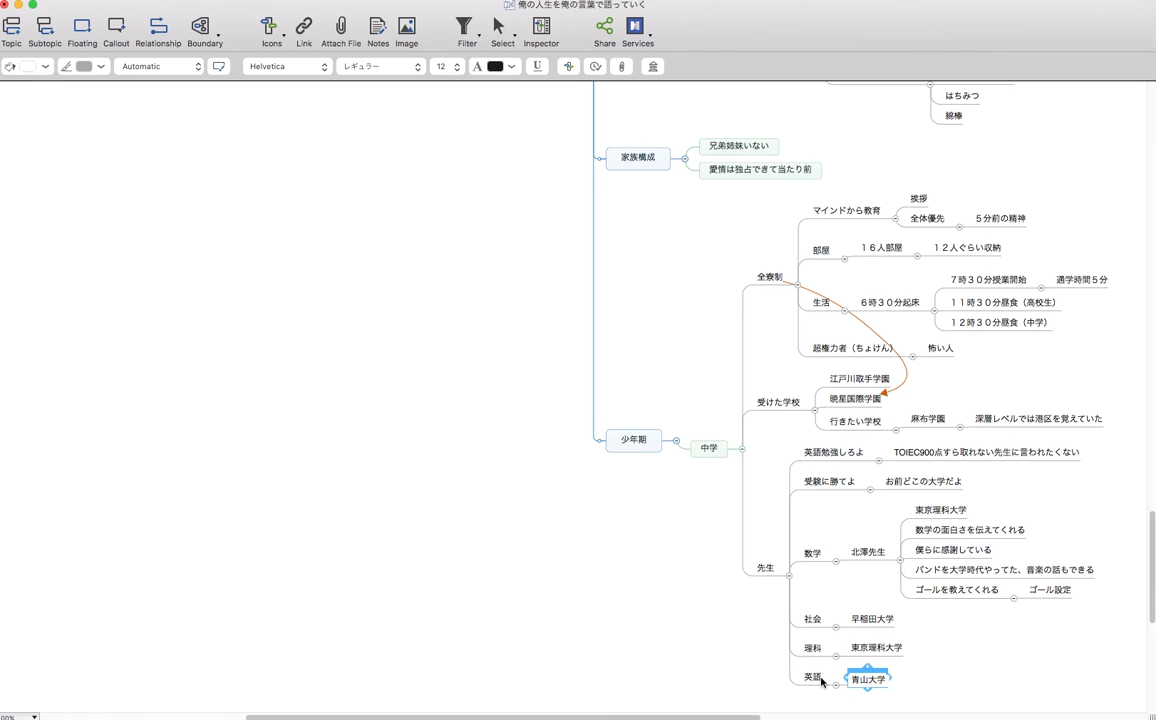 俺の人生を俺の言葉で語っていく
Topic Subtopic Floating Callout Relationship Boundary Icons Link Attach File Notes Image Filter Select Inspector Share Services
Automatic Helvetica レギュラー 12 A U
はちみつ
綿棒
家族構成
兄弟姉妹いない
愛情は独占できて当たり前
少年期
中学
全寮制
マインドから教育
挨拶
全体優先
５分前の精神
部屋
１６人部屋
１２人ぐらい収納
生活
６時３０分起床
７時３０分授業開始
通学時間５分
１１時３０分昼食（高校生）
１２時３０分昼食（中学）
超権力者（ちょけん）
怖い人
受けた学校
江戸川取手学園
暁星国際学園
行きたい学校
麻布学園
深層レベルでは港区を覚えていた
先生
英語勉強しろよ
TOIEC900点すら取れない先生に言われたくない
受験に勝てよ
お前どこの大学だよ
数学
北澤先生
東京理科大学
数学の面白さを伝えてくれる
僕らに感謝している
バンドを大学時代やってた、音楽の話もできる
ゴールを教えてくれる
ゴール設定
社会
早稲田大学
理科
東京理科大学
英語
青山大学
00%